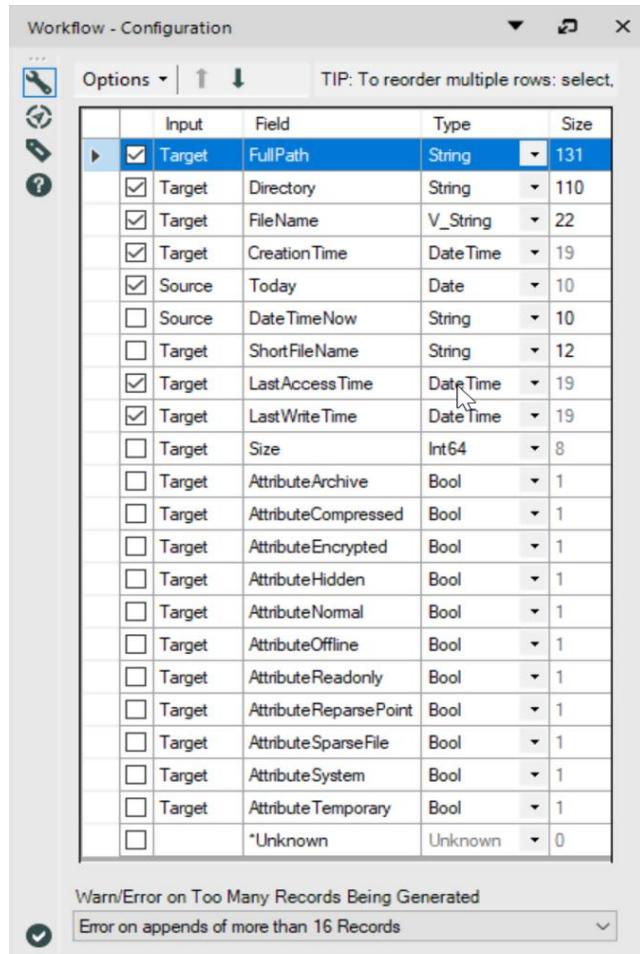 Workflow - Configuration
Options TIP: To reorder multiple rows: select,
Input Field Type Size
Target FullPath String 131
Target Directory String 110
Target FileName V_String 22
Target CreationTime DateTime 19
Source Today Date 10
Source DateTimeNow String 10
Target ShortFileName String 12
Target LastAccessTime DateTime 19
Target LastWriteTime DateTime 19
Target Size Int64 8
Target AttributeArchive Bool 1
Target AttributeCompressed Bool 1
Target AttributeEncrypted Bool 1
Target AttributeHidden Bool 1
Target AttributeNormal Bool 1
Target AttributeOffline Bool 1
Target AttributeReadonly Bool 1
Target AttributeReparsePoint Bool 1
Target AttributeSparseFile Bool 1
Target AttributeSystem Bool 1
Target AttributeTemporary Bool 1
*Unknown Unknown 0
Warn/Error on Too Many Records Being Generated
Error on appends of more than 16 Records